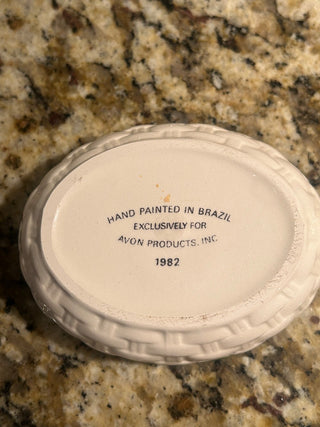 HAND PAINTED IN BRAZIL
EXCLUSIVELY FOR
AVON PRODUCTS, INC.
1982